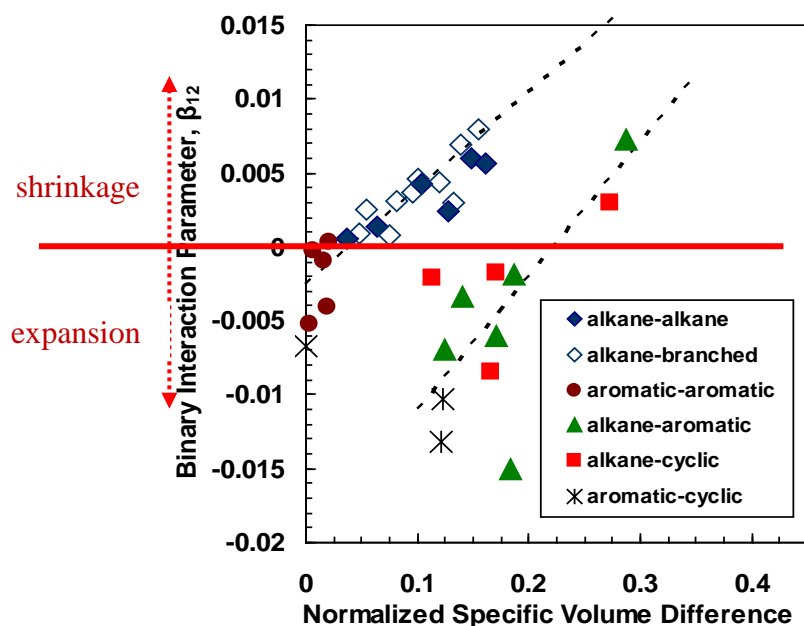 0.015
0.01
0.005
0
-0.005
-0.01
-0.015
-0.02
Binary Interaction Parameter, β12
shrinkage
expansion
alkane-alkane
alkane-branched
aromatic-aromatic
alkane-aromatic
alkane-cyclic
aromatic-cyclic
0 0.1 0.2 0.3 0.4
Normalized Specific Volume Difference